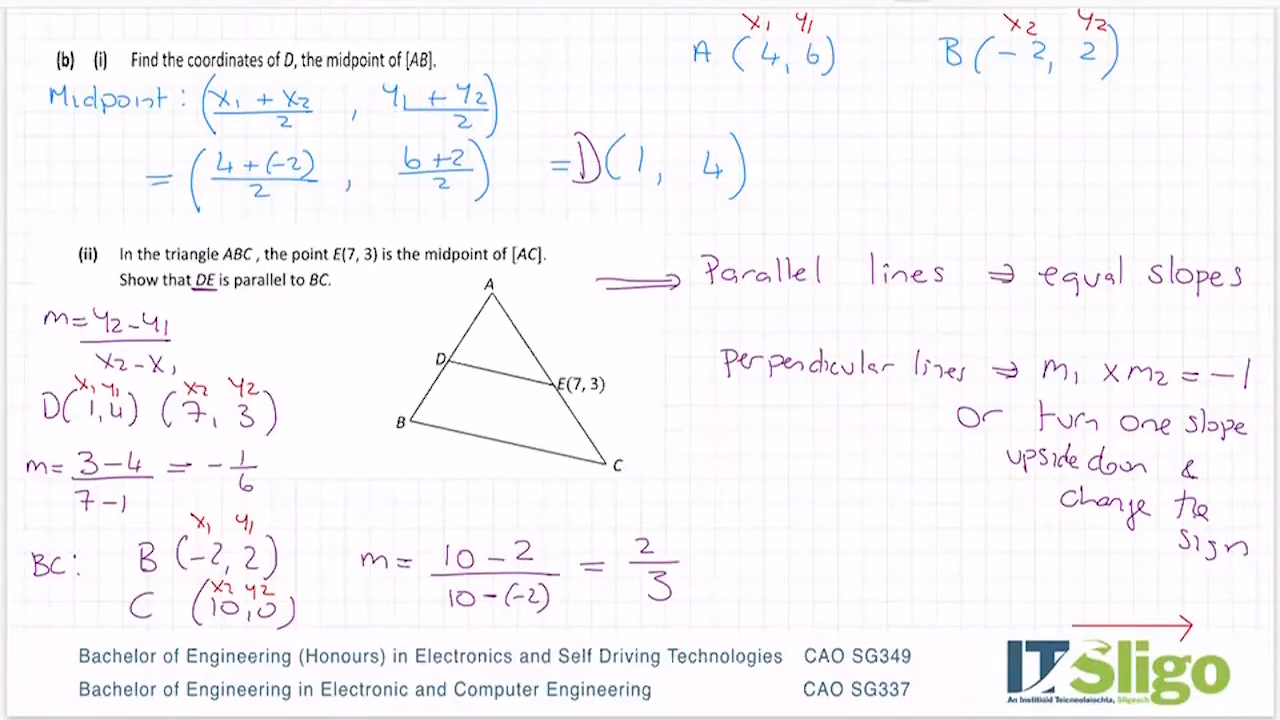 x₁ y₁ x₂ y₂
A (4, 6) B (-2, 2)
(b) (i) Find the coordinates of D, the midpoint of [AB].
Midpoint: (x₁ + x₂ / 2 , y₁ + y₂ / 2)
= (4 + (-2) / 2 , 6 + 2 / 2) = D(1, 4)
(ii) In the triangle ABC , the point E(7, 3) is the midpoint of [AC].
Show that DE is parallel to BC.
Parallel lines ⇒ equal slopes
A
D
E(7, 3)
B
C
m = y₂ - y₁ / x₂ - x₁
x₁ y₁ x₂ y₂
D(1, 4) (7, 3)
m = 3 - 4 / 7 - 1 = - 1/6
Perpendicular lines ⇒ m₁ × m₂ = -1
Or turn one slope
upside down &
change the
sign
x₁ y₁
BC: B (-2, 2)
x₂ y₂
C (10, 0)
m = 10 - 2 / 10 - (-2) = 2/3
Bachelor of Engineering (Honours) in Electronics and Self Driving Technologies CAO SG349
Bachelor of Engineering in Electronic and Computer Engineering CAO SG337
IT Sligo
An Institiúid Teicneolaíochta, Sligeach